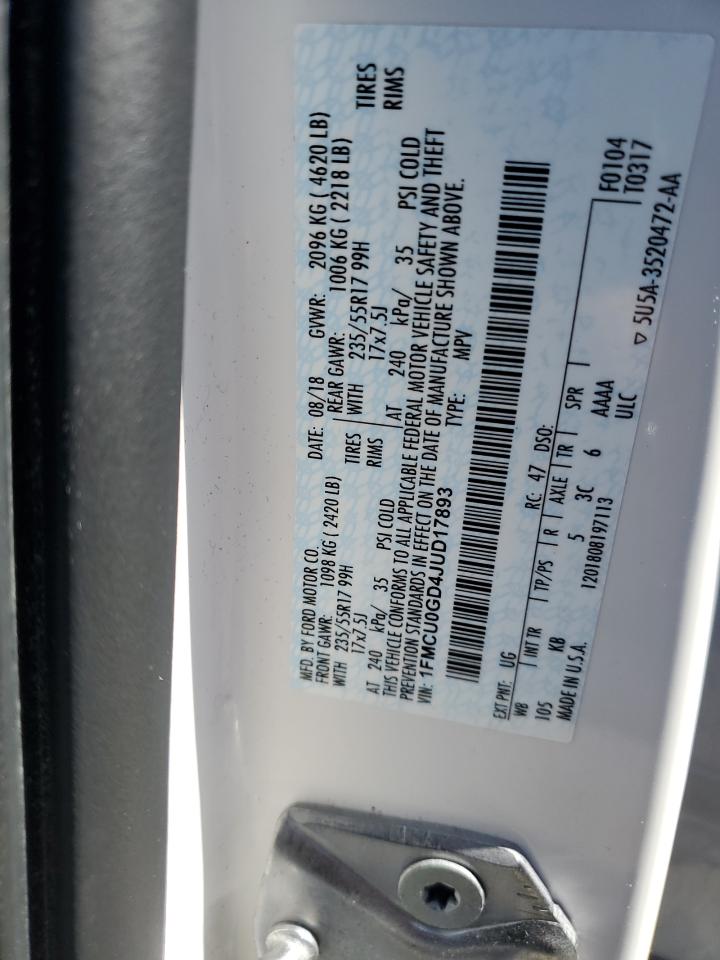 MFD. BY FORD MOTOR CO.
DATE: 08/18 GVWR: 2096 KG ( 4620 LB)
FRONT GAWR: 1098 KG ( 2420 LB)
REAR GAWR: 1006 KG ( 2218 LB)
WITH 235/55R17 99H TIRES
WITH 235/55R17 99H TIRES
17x7.5J RIMS
17x7.5J RIMS
AT 240 kPa/ 35 PSI COLD
AT 240 kPa/ 35 PSI COLD
THIS VEHICLE CONFORMS TO ALL APPLICABLE FEDERAL MOTOR VEHICLE SAFETY AND THEFT
PREVENTION STANDARDS IN EFFECT ON THE DATE OF MANUFACTURE SHOWN ABOVE.
VIN: 1FMCU0GD4JUD17893 TYPE: MPV
EXT PNT: UG RC: 47 DSO: F0104
WB INT TR TP/PS R AXLE TR SPR T0317
105 KB 5 3C 6 AAAA
MADE IN U.S.A. 1201808197113 ULC
▽ 5U5A-3520472-AA